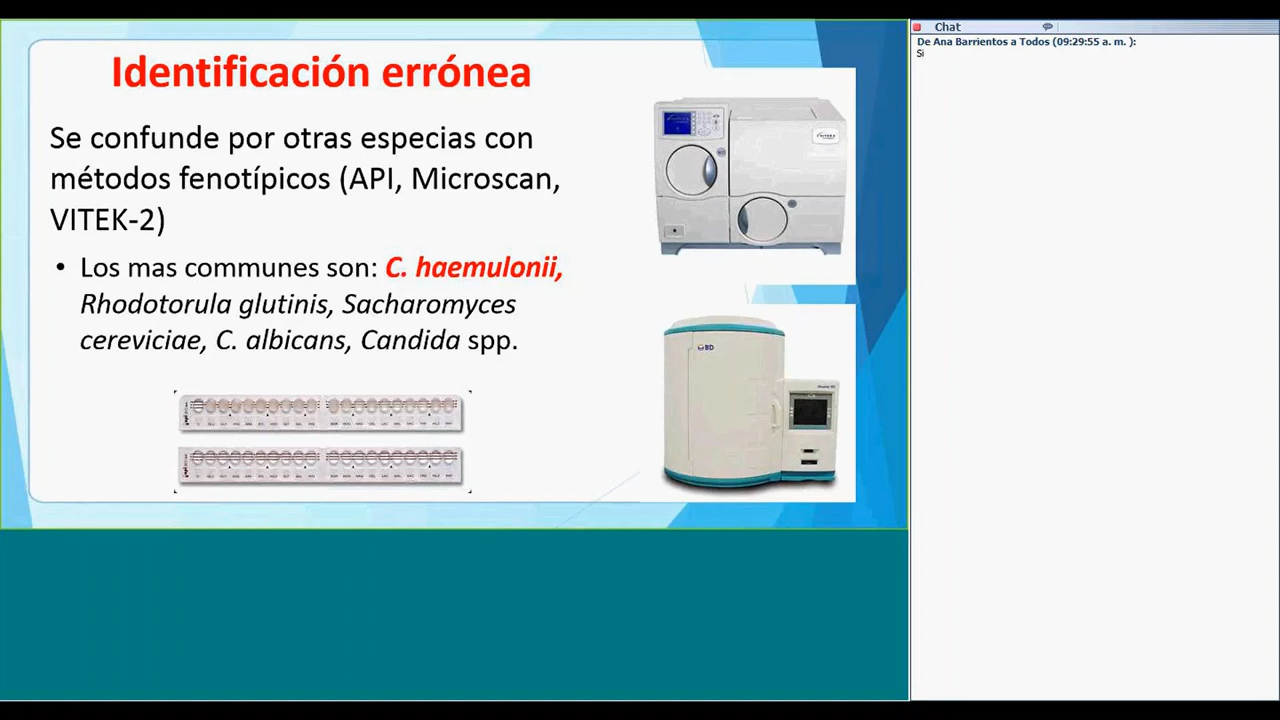 Identificación errónea
Se confunde por otras especias con
métodos fenotípicos (API, Microscan,
VITEK-2)
• Los mas communes son: C. haemulonii,
Rhodotorula glutinis, Sacharomyces
cereviciae, C. albicans, Candida spp.
BD
Chat
De Ana Barrientos a Todos (09:29:55 a. m. ):
Si